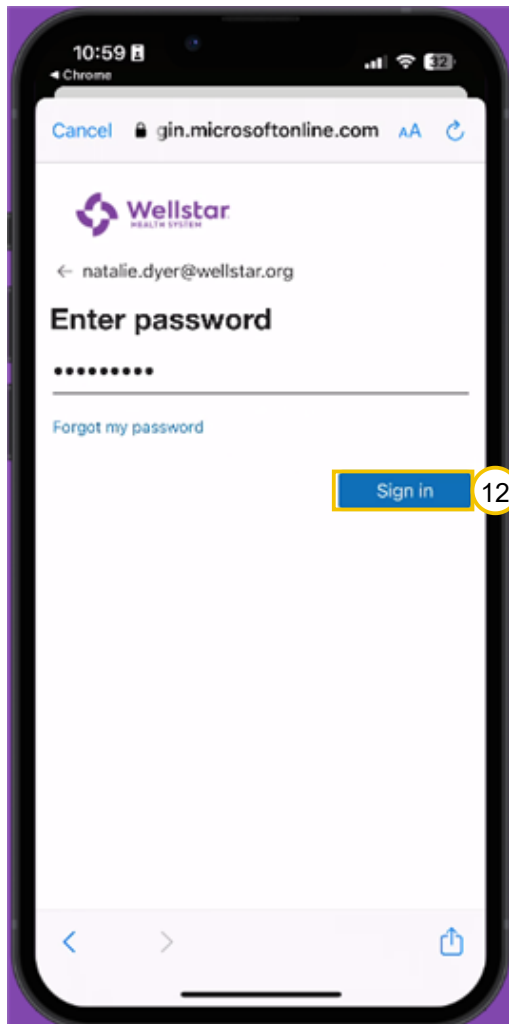 10:59
32
◄ Chrome
Cancel gin.microsoftonline.com AA
Wellstar
HEALTH SYSTEM
← natalie.dyer@wellstar.org
Enter password
•••••••••
Forgot my password
Sign in 12